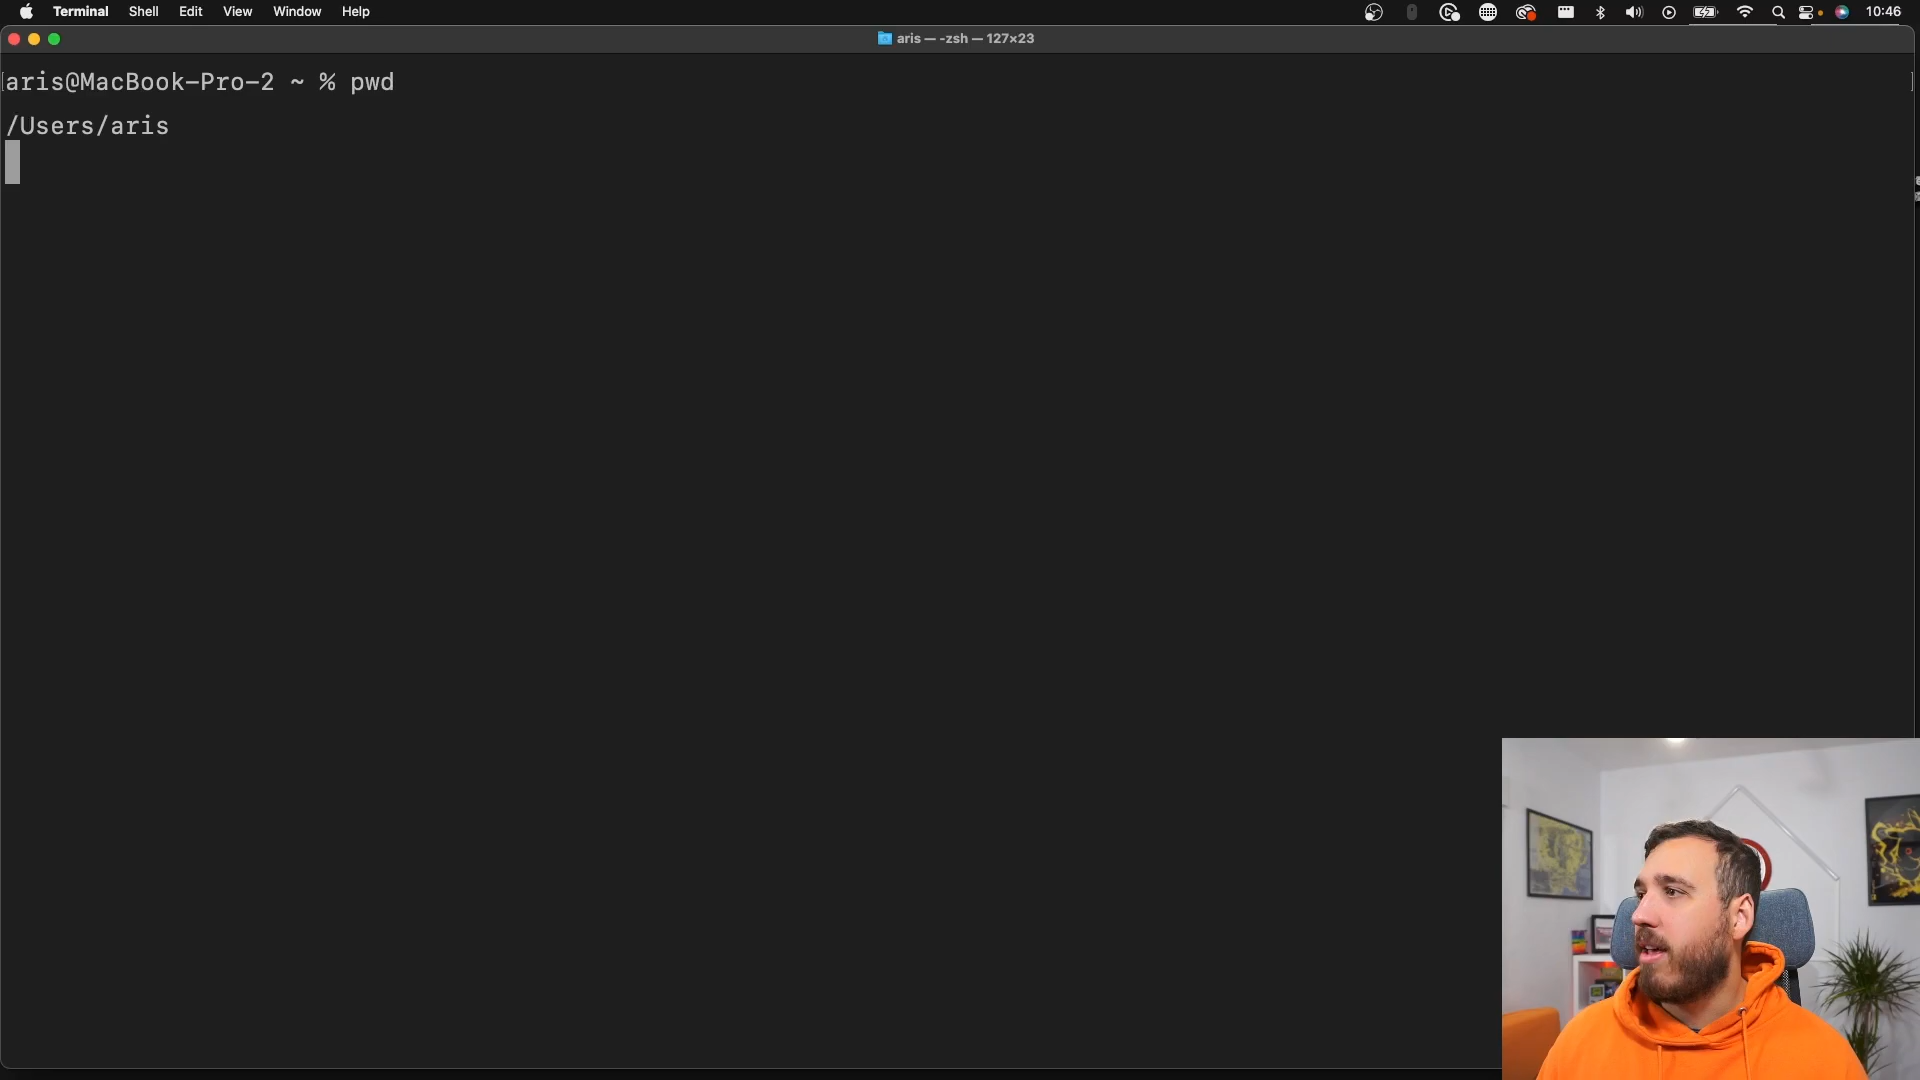 Terminal Shell Edit View Window Help 10:46
aris — -zsh — 127×23
aris@MacBook-Pro-2 ~ % pwd
/Users/aris